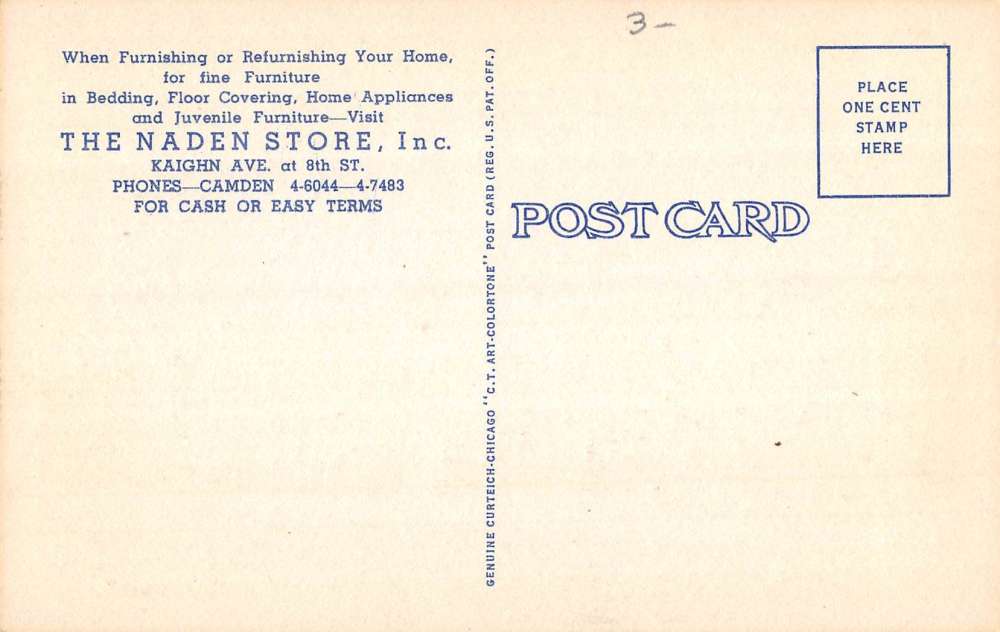 3-
When Furnishing or Refurnishing Your Home,
for fine Furniture
in Bedding, Floor Covering, Home Appliances
and Juvenile Furniture—Visit
THE NADEN STORE, Inc.
KAIGHN AVE. at 8th ST.
PHONES—CAMDEN 4-6044—4-7483
FOR CASH OR EASY TERMS
GENUINE CURTEICH-CHICAGO "C.T. ART-COLORTONE" POST CARD (REG. U.S. PAT. OFF.)
POST CARD
PLACE
ONE CENT
STAMP
HERE